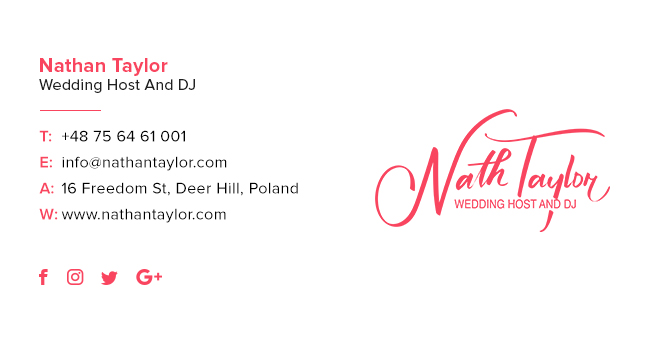 Nathan Taylor
Wedding Host And DJ
T: +48 75 64 61 001
E: info@nathantaylor.com
A: 16 Freedom St, Deer Hill, Poland
W: www.nathantaylor.com
f G+
Nath Taylor
WEDDING HOST AND DJ